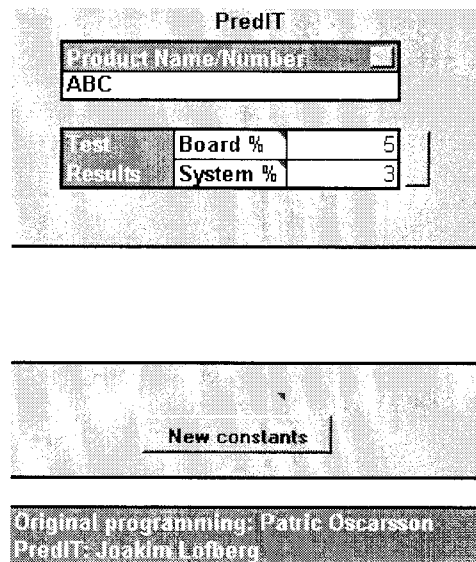 PredIT
Product Name/Number
ABC
Test Board % 5
Results System % 3
New constants
Original programming: Patric Oscarsson
PredIT: Joakim Lofberg